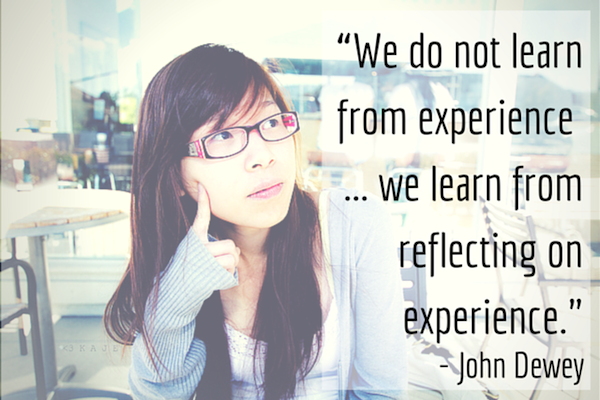 “We do not learn
from experience
... we learn from
reflecting on
experience.”
- John Dewey